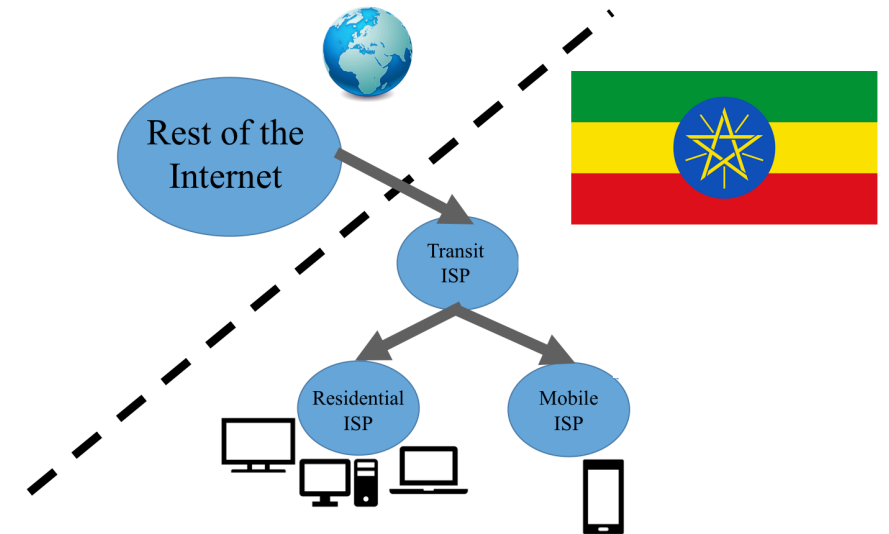 Rest of the
Internet
Transit
ISP
Residential
ISP
Mobile
ISP